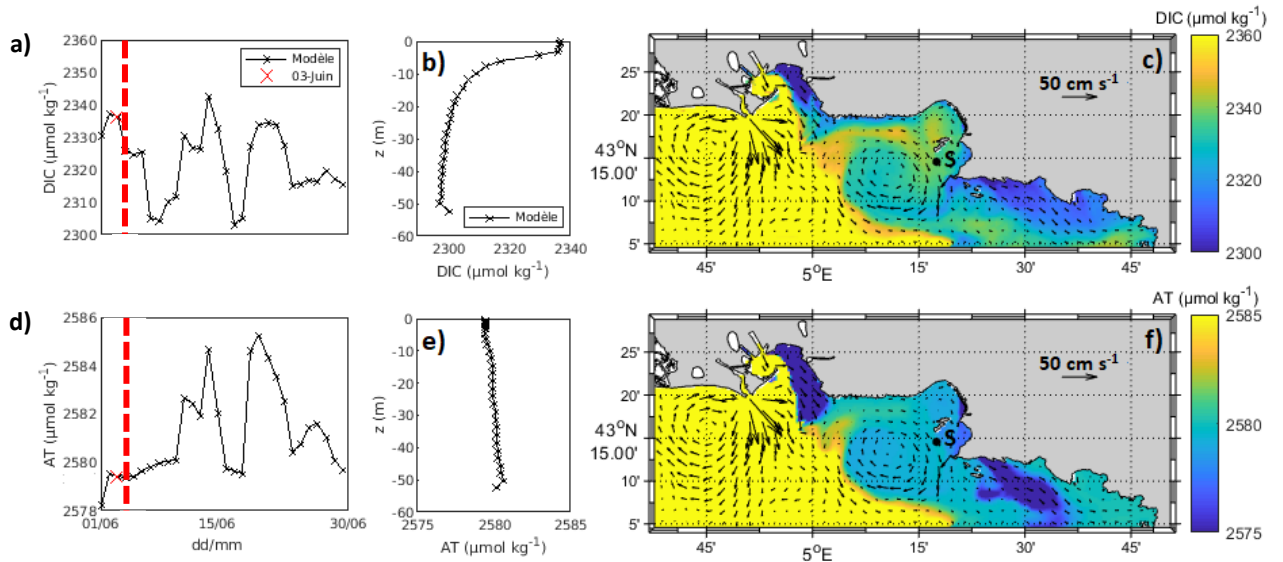 a)
2360
2350
2340
2330
2320
2310
2300
DIC (µmol kg⁻¹)
Modèle
03-Juin
b)
0
-10
-20
-30
-40
-50
-60
z (m)
Modèle
2300
2320
2340
DIC (µmol kg⁻¹)
c)
DIC (µmol kg⁻¹)
50 cm s⁻¹
S
25'
20'
43°N
15.00'
10'
5'
45'
5°E
15'
30'
45'
2360
2340
2320
2310
2300
d)
2586
2584
2582
2580
2578
AT (µmol kg⁻¹)
01/06
15/06
30/06
dd/mm
e)
0
-10
-20
-30
-40
-50
-60
z (m)
2575
2580
2585
AT (µmol kg⁻¹)
f)
AT (µmol kg⁻¹)
50 cm s⁻¹
S
25'
20'
43°N
15.00'
10'
5'
45'
5°E
15'
30'
45'
2585
2580
2575